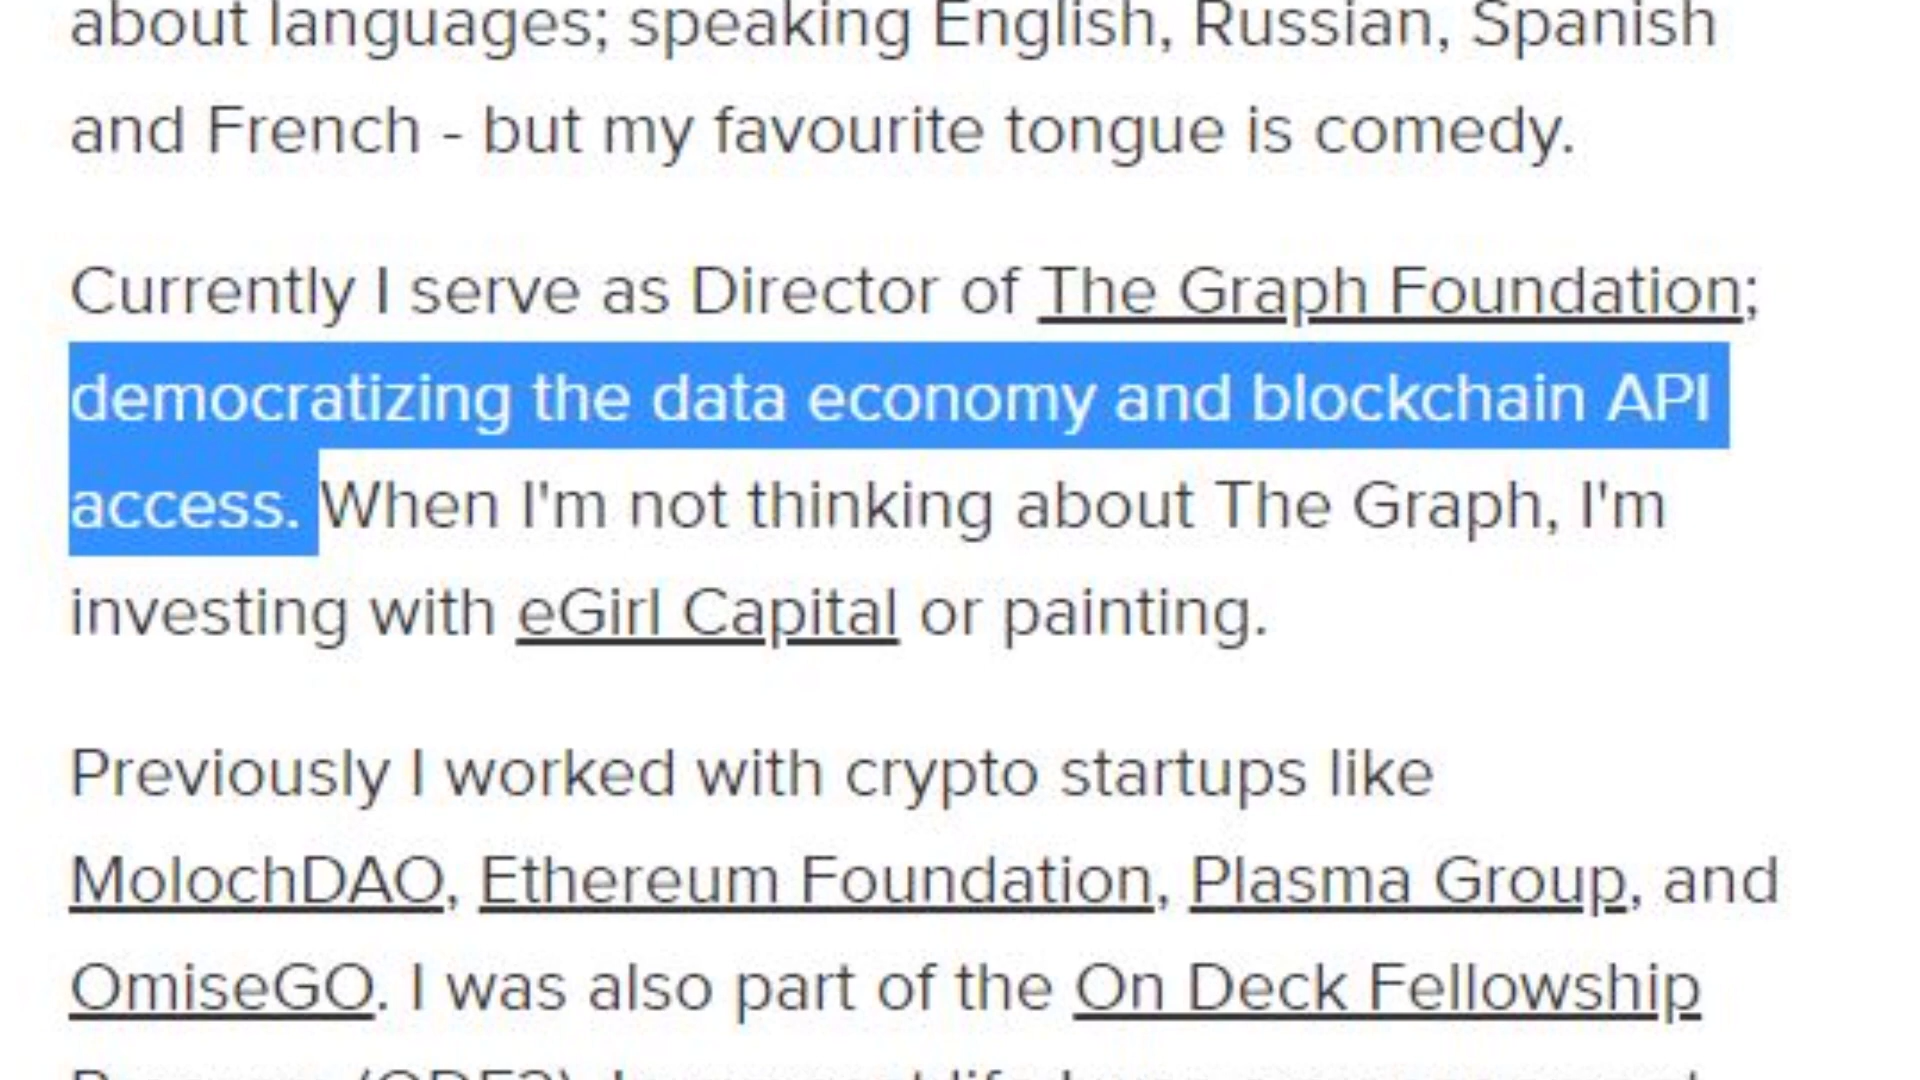 about languages; speaking English, Russian, Spanish
and French - but my favourite tongue is comedy.
Currently I serve as Director of The Graph Foundation;
democratizing the data economy and blockchain API
access. When I'm not thinking about The Graph, I'm
investing with eGirl Capital or painting.
Previously I worked with crypto startups like
MolochDAO, Ethereum Foundation, Plasma Group, and
OmiseGO. I was also part of the On Deck Fellowship